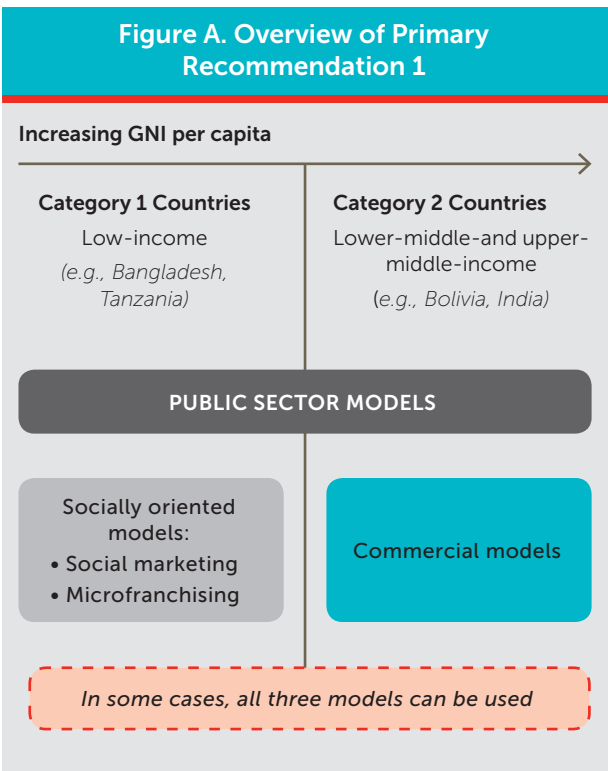 Figure A. Overview of Primary
Recommendation 1
Increasing GNI per capita
Category 1 Countries
Low-income
(e.g., Bangladesh,
Tanzania)
Category 2 Countries
Lower-middle-and upper-
middle-income
(e.g., Bolivia, India)
PUBLIC SECTOR MODELS
Socially oriented
models:
• Social marketing
• Microfranchising
Commercial models
In some cases, all three models can be used